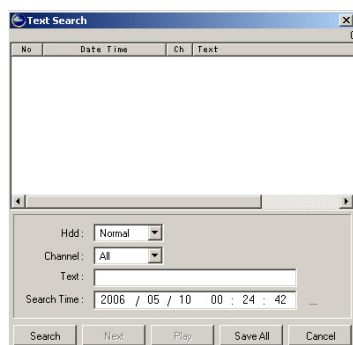 Text Search
No Date Time Ch Text
Hdd : Normal
Channel : All
Text :
Search Time : 2006 / 05 / 10 00 : 24 : 42 ...
Search Next Play Save All Cancel